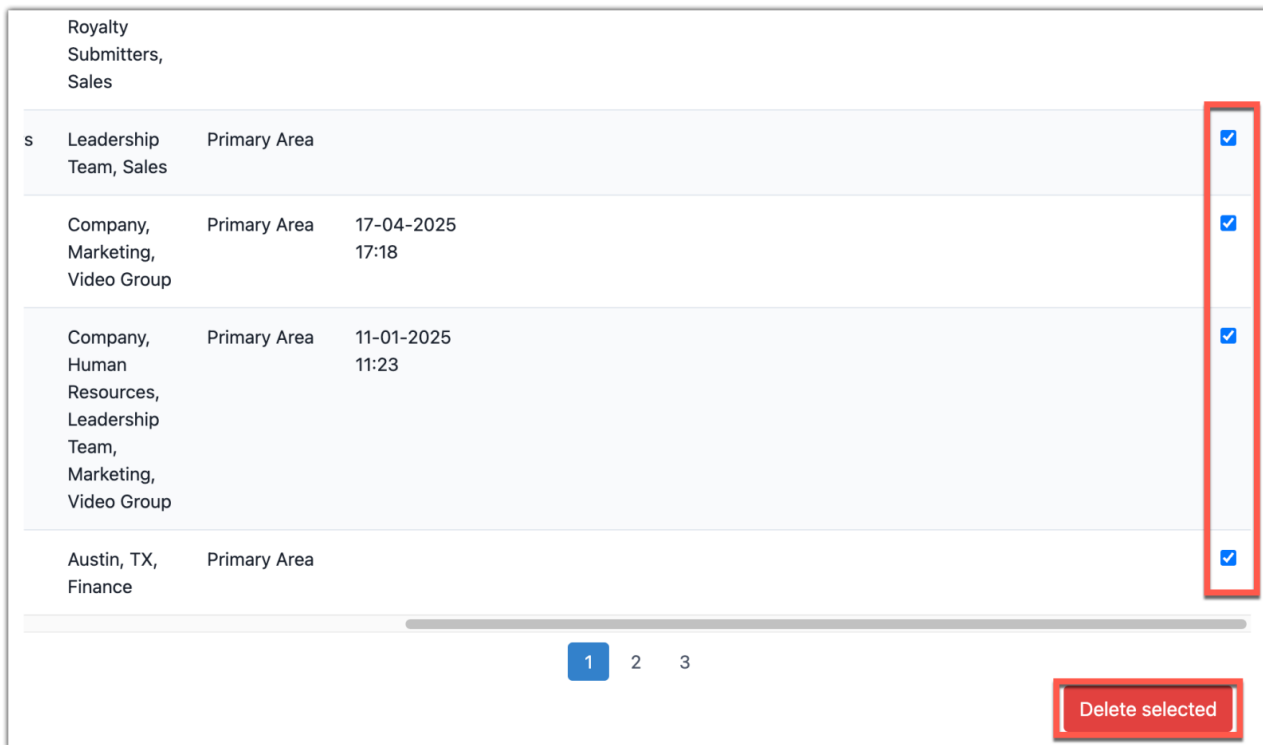 Royalty
Submitters,
Sales
s Leadership Primary Area
Team, Sales
Company, Primary Area 17-04-2025
Marketing, 17:18
Video Group
Company, Primary Area 11-01-2025
Human 11:23
Resources,
Leadership
Team,
Marketing,
Video Group
Austin, TX, Primary Area
Finance
1 2 3
Delete selected